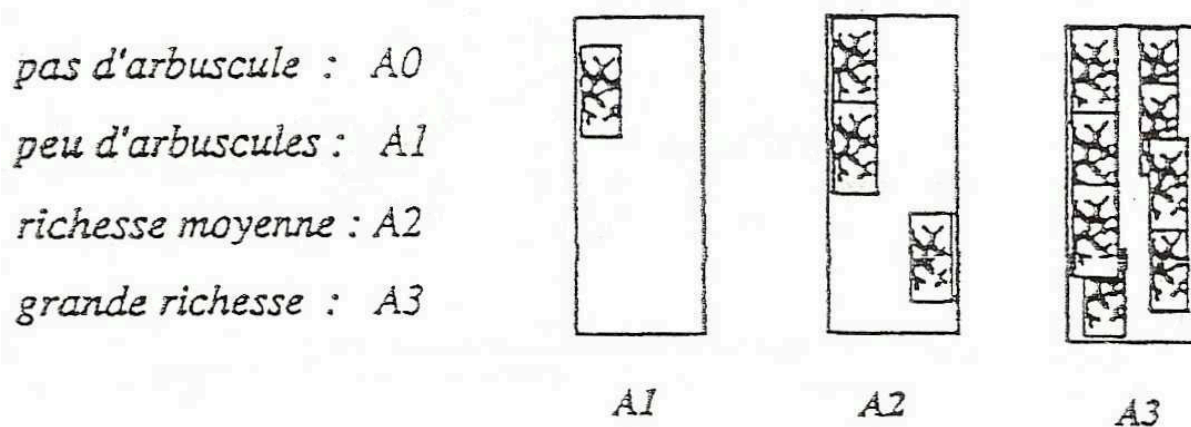 pas d'arbuscule : A0
peu d'arbuscules : A1
richesse moyenne : A2
grande richesse : A3
A1 A2 A3